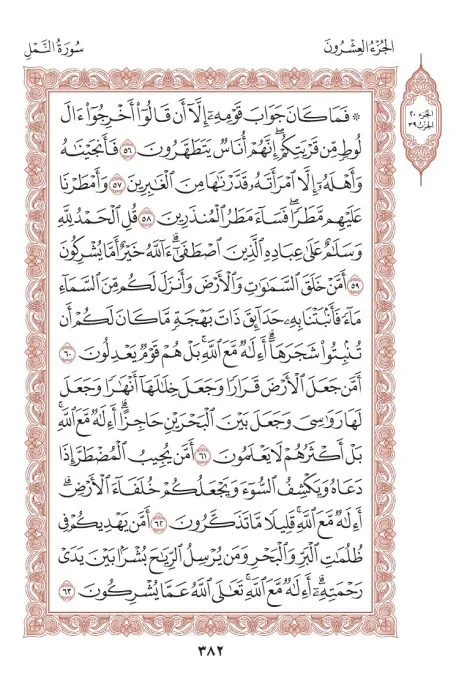 الجُزْءُ العِشْرُونَ
سُورَةُ النَّمْلِ
الجزء ٢٠
الحزب ٣٩
۞ فَمَا كَانَ جَوَابَ قَوْمِهِۦٓ إِلَّآ أَن قَالُوٓاْ أَخْرِجُوٓاْ ءَالَ
لُوطٖ مِّن قَرْيَتِكُمۡۖ إِنَّهُمۡ أُنَاسٞ يَتَطَهَّرُونَ ٥٦ فَأَنجَيۡنَٰهُ
وَأَهۡلَهُۥٓ إِلَّا ٱمۡرَأَتَهُۥ قَدَّرۡنَٰهَا مِنَ ٱلۡغَٰبِرِينَ ٥٧ وَأَمۡطَرۡنَا
عَلَيۡهِم مَّطَرٗاۖ فَسَآءَ مَطَرُ ٱلۡمُنذَرِينَ ٥٨ قُلِ ٱلۡحَمۡدُ لِلَّهِ
وَسَلَٰمٌ عَلَىٰ عِبَادِهِ ٱلَّذِينَ ٱصۡطَفَىٰٓۗ ءَآللَّهُ خَيۡرٌ أَمَّا يُشۡرِكُونَ
٥٩ أَمَّنۡ خَلَقَ ٱلسَّمَٰوَٰتِ وَٱلۡأَرۡضَ وَأَنزَلَ لَكُم مِّنَ ٱلسَّمَآءِ
مَآءٗ فَأَنۢبَتۡنَا بِهِۦ حَدَآئِقَ ذَاتَ بَهۡجَةٖ مَّا كَانَ لَكُمۡ أَن
تُنۢبِتُواْ شَجَرَهَآۗ أَءِلَٰهٞ مَّعَ ٱللَّهِۚ بَلۡ هُمۡ قَوۡمٞ يَعۡدِلُونَ ٦٠
أَمَّن جَعَلَ ٱلۡأَرۡضَ قَرَارٗا وَجَعَلَ خِلَٰلَهَآ أَنۡهَٰرٗا وَجَعَلَ
لَهَا رَوَٰسِيَ وَجَعَلَ بَيۡنَ ٱلۡبَحۡرَيۡنِ حَاجِزًاۗ أَءِلَٰهٞ مَّعَ ٱللَّهِۚ
بَلۡ أَكۡثَرُهُمۡ لَا يَعۡلَمُونَ ٦١ أَمَّن يُجِيبُ ٱلۡمُضۡطَرَّ إِذَا
دَعَاهُ وَيَكۡشِفُ ٱلسُّوٓءَ وَيَجۡعَلُكُمۡ خُلَفَآءَ ٱلۡأَرۡضِۗ
أَءِلَٰهٞ مَّعَ ٱللَّهِۚ قَلِيلٗا مَّا تَذَكَّرُونَ ٦٢ أَمَّن يَهۡدِيكُمۡ فِي
ظُلُمَٰتِ ٱلۡبَرِّ وَٱلۡبَحۡرِ وَمَن يُرۡسِلُ ٱلرِّيَٰحَ بُشۡرَۢا بَيۡنَ يَدَيۡ
رَحۡمَتِهِۦٓۗ أَءِلَٰهٞ مَّعَ ٱللَّهِۚ تَعَٰلَى ٱللَّهُ عَمَّا يُشۡرِكُونَ ٦٣
٣٨٢